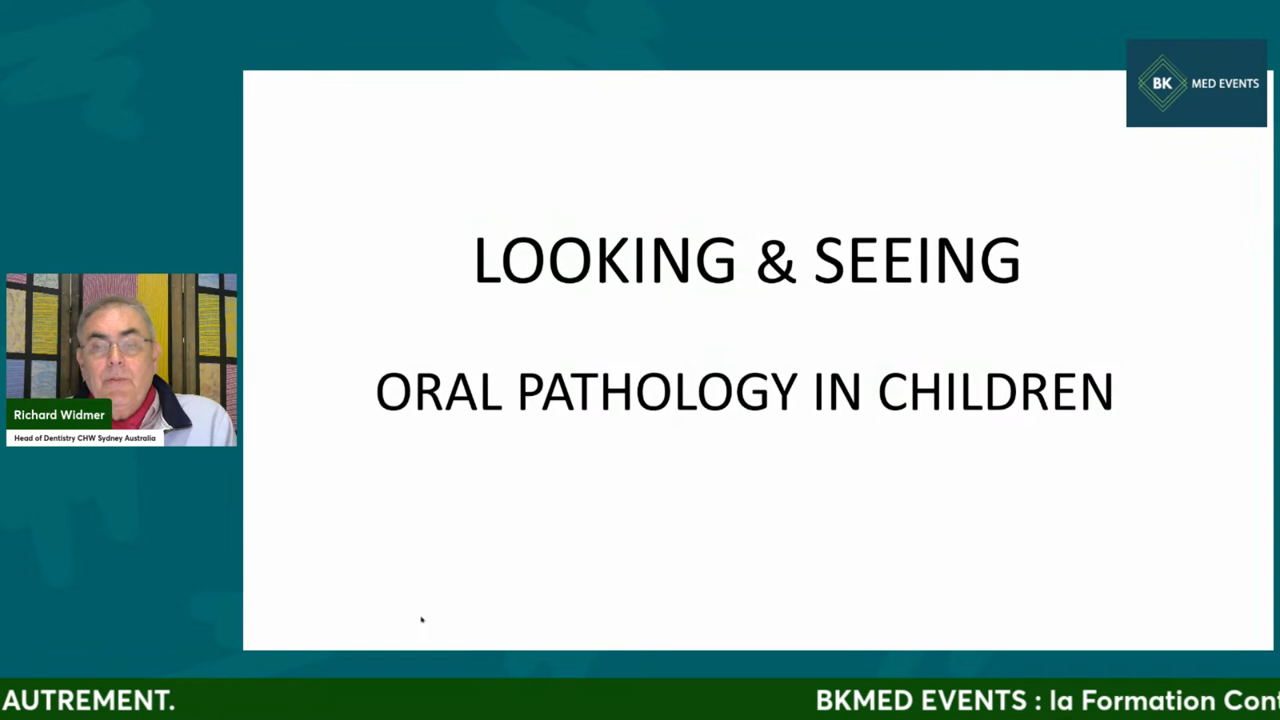 BK MED EVENTS
LOOKING & SEEING
ORAL PATHOLOGY IN CHILDREN
Richard Widmer
Head of Dentistry CHW Sydney Australia
AUTREMENT.
BKMED EVENTS : la Formation Cont